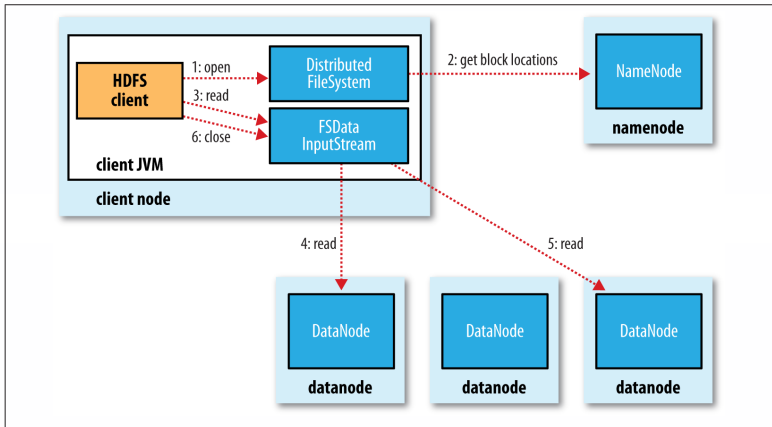 1: open
Distributed
FileSystem
2: get block locations
NameNode
namenode
HDFS
client
3: read
6: close
FSData
InputStream
client JVM
client node
4: read
5: read
DataNode
DataNode
DataNode
datanode
datanode
datanode